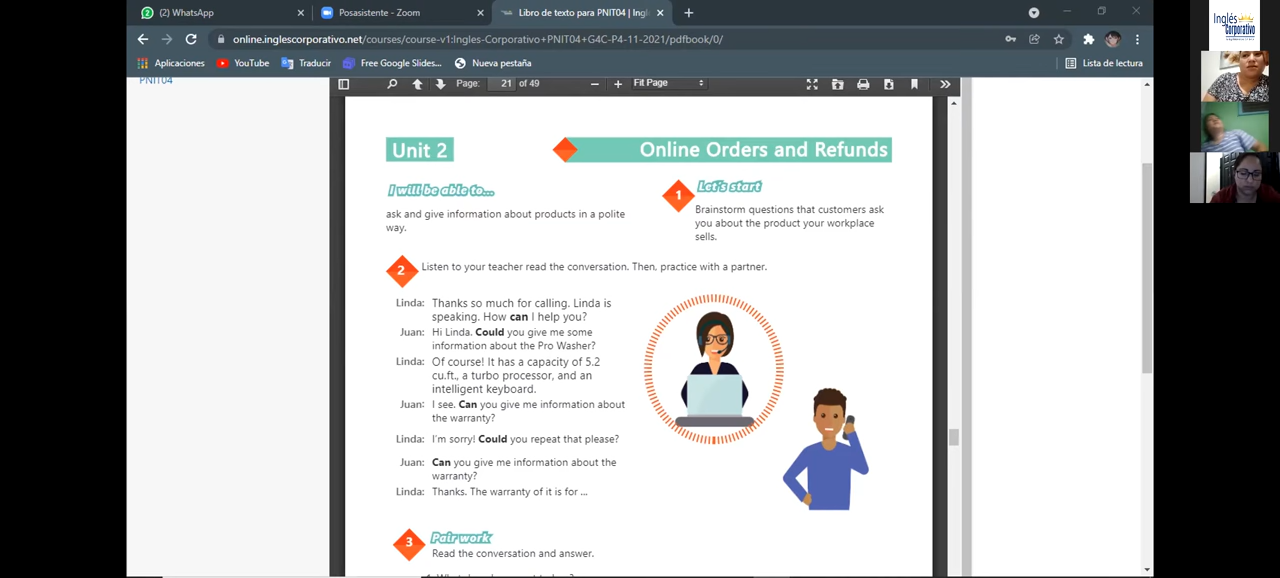 (2) WhatsApp
Posasistente - Zoom
Libro de texto para PNIT04 | Ingl
online.inglescorporativo.net/courses/course-v1:Ingles-Corporativo+PNIT04+G4C-P4-11-2021/pdfbook/0/
Aplicaciones
YouTube
Traducir
Free Google Slides...
Nueva pestaña
Lista de lectura
PNIT04
Page:
21
of 49
Fit Page
Unit 2
Online Orders and Refunds
I will be able to...
ask and give information about products in a polite
way.
1
Let's start
Brainstorm questions that customers ask
you about the product your workplace
sells.
2
Listen to your teacher read the conversation. Then, practice with a partner.
Linda: Thanks so much for calling. Linda is
speaking. How can I help you?
Juan: Hi Linda. Could you give me some
information about the Pro Washer?
Linda: Of course! It has a capacity of 5.2
cu.ft., a turbo processor, and an
intelligent keyboard.
Juan: I see. Can you give me information about
the warranty?
Linda: I'm sorry! Could you repeat that please?
Juan: Can you give me information about the
warranty?
Linda: Thanks. The warranty of it is for ...
3
Pair work
Read the conversation and answer.
Inglés
Corporativo